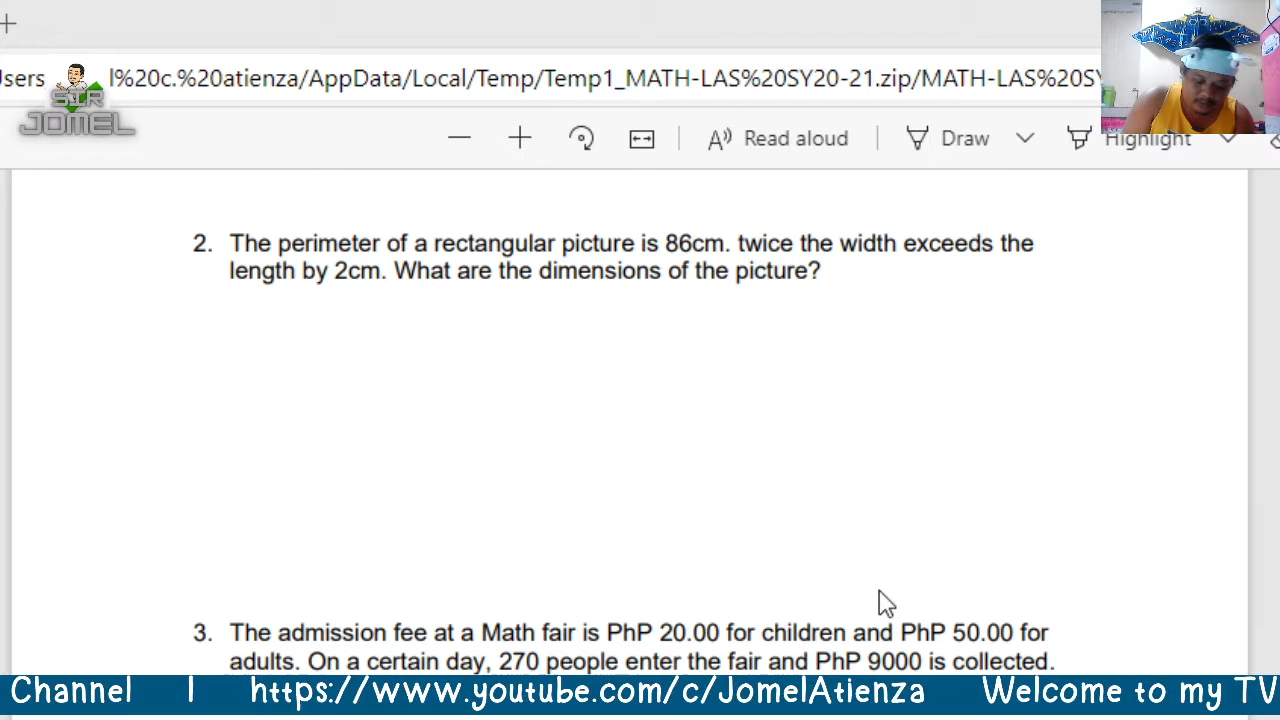 sers l%20c.%20atienza/AppData/Local/Temp/Temp1_MATH-LAS%20SY20-21.zip/MATH-LAS%20SY
SIR
JOMEL
Read aloud Draw Highlight
2. The perimeter of a rectangular picture is 86cm. twice the width exceeds the
length by 2cm. What are the dimensions of the picture?
3. The admission fee at a Math fair is PhP 20.00 for children and PhP 50.00 for
adults. On a certain day, 270 people enter the fair and PhP 9000 is collected.
Channel l https://www.youtube.com/c/JomelAtienza Welcome to my TV